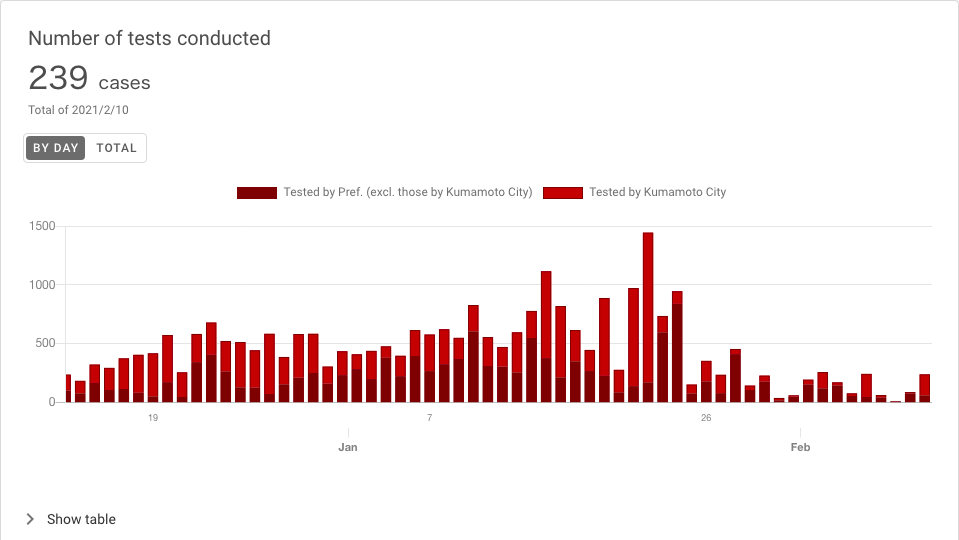 Number of tests conducted
239 cases
Total of 2021/2/10
BY DAY TOTAL
Tested by Pref. (excl. those by Kumamoto City) Tested by Kumamoto City
1500
1000
500
0
19 7 26
Jan Feb
Show table